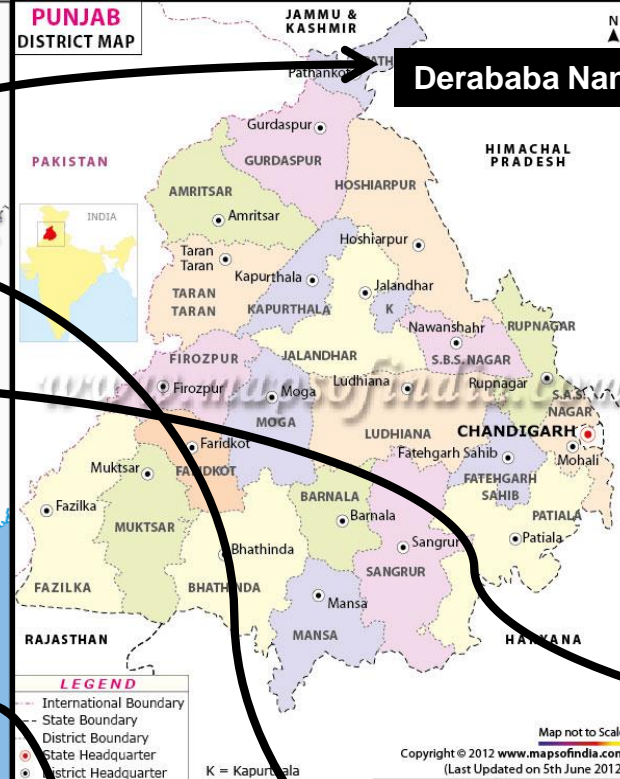 PUNJAB
DISTRICT MAP
JAMMU &
KASHMIR
N
Pathankot
Derababa Nan
Gurdaspur
GURDASPUR
PAKISTAN
HIMACHAL
PRADESH
AMRITSAR
HOSHIARPUR
INDIA
Amritsar
Hoshiarpur
Taran
Taran
Kapurthala
Jalandhar
TARAN
TARAN
KAPURTHALA
K
Nawanshahr
RUPNAGAR
FIROZPUR
JALANDHAR
S.B.S. NAGAR
www.mapsofindia.com
Firozpur
Moga
Ludhiana
Rupnagar
S.A.S.
NAGAR
MOGA
LUDHIANA
CHANDIGARH
Faridkot
Fatehgarh Sahib
Mohali
Muktsar
FARIDKOT
FATEHGARH
SAHIB
BARNALA
Fazilka
Barnala
PATIALA
MUKTSAR
Patiala
Bhathinda
Sangrur
SANGRUR
FAZILKA
BHATHINDA
Mansa
MANSA
RAJASTHAN
HARYANA
LEGEND
International Boundary
State Boundary
District Boundary
State Headquarter
District Headquarter
K = Kapurthala
Map not to Scale
Copyright © 2012 www.mapsofindia.com
(Last Updated on 5th June 2012